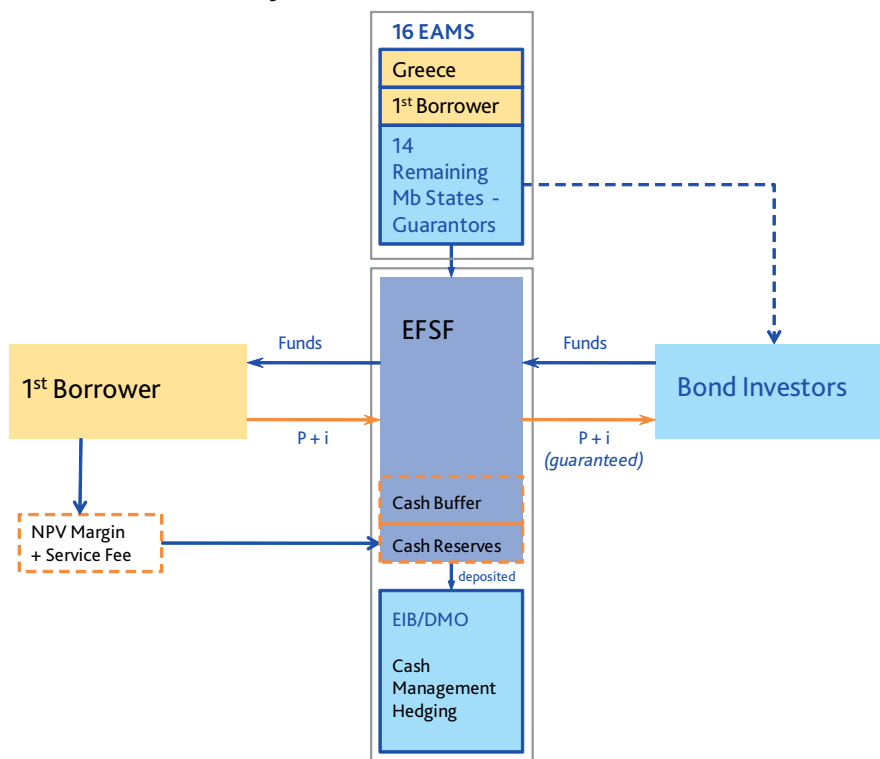 16 EAMS
Greece
1st Borrower
14
Remaining
Mb States -
Guarantors
EFSF
Funds
Funds
1st Borrower
Bond Investors
P + i
P + i
(guaranteed)
Cash Buffer
NPV Margin
+ Service Fee
Cash Reserves
deposited
EIB/DMO
Cash
Management
Hedging